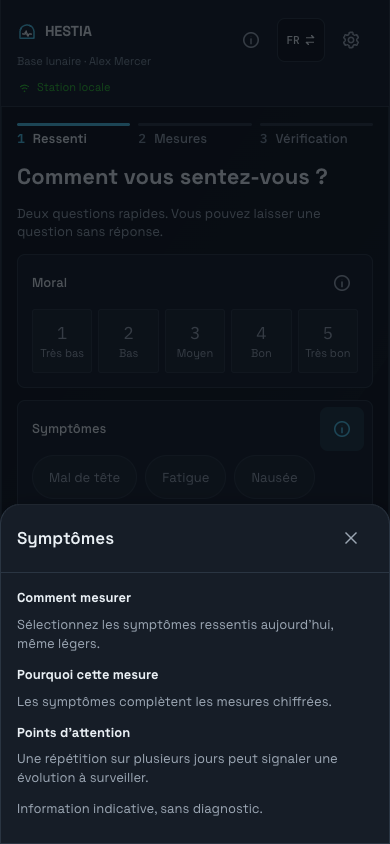 HESTIA
FR
Base lunaire · Alex Mercer
Station locale
1 Ressenti
2 Mesures
3 Vérification
Comment vous sentez-vous ?
Deux questions rapides. Vous pouvez laisser une
question sans réponse.
Moral
1
Très bas
2
Bas
3
Moyen
4
Bon
5
Très bon
Symptômes
Mal de tête
Fatigue
Nausée
Symptômes
Comment mesurer
Sélectionnez les symptômes ressentis aujourd'hui,
même légers.
Pourquoi cette mesure
Les symptômes complètent les mesures chiffrées.
Points d'attention
Une répétition sur plusieurs jours peut signaler une
évolution à surveiller.
Information indicative, sans diagnostic.